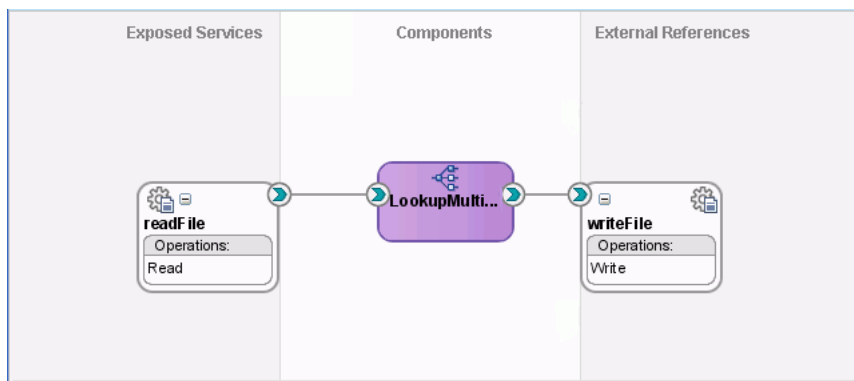 Exposed Services
Components
External References
readFile
Operations:
Read
LookupMulti...
writeFile
Operations:
Write